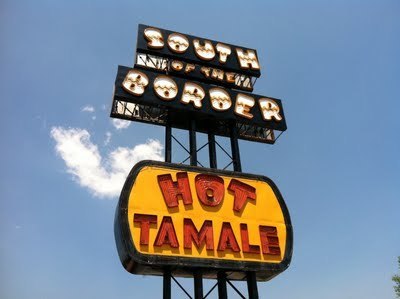 SOUTH
OF THE
BORDER
HOT
TAMALE